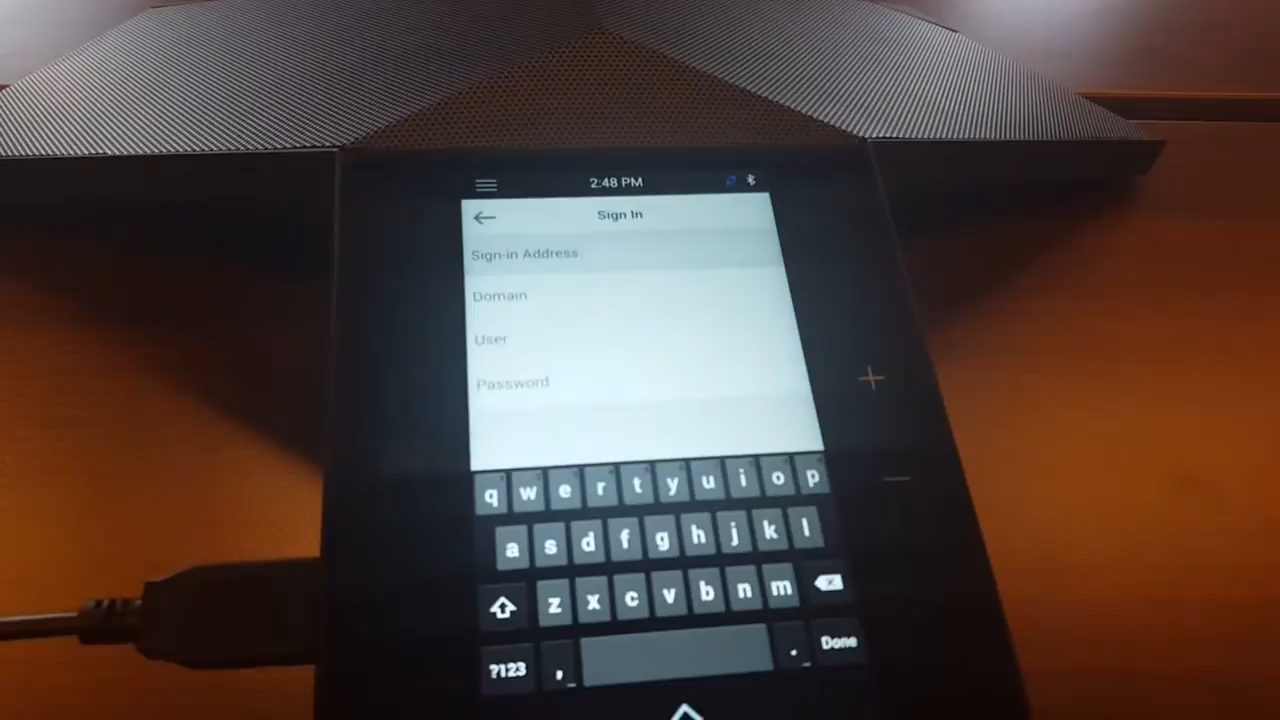 2:48 PM
Sign In
Sign-in Address
Domain
User
Password
q w e r t y u i o p
a s d f g h j k l
z x c v b n m
?123 , . Done